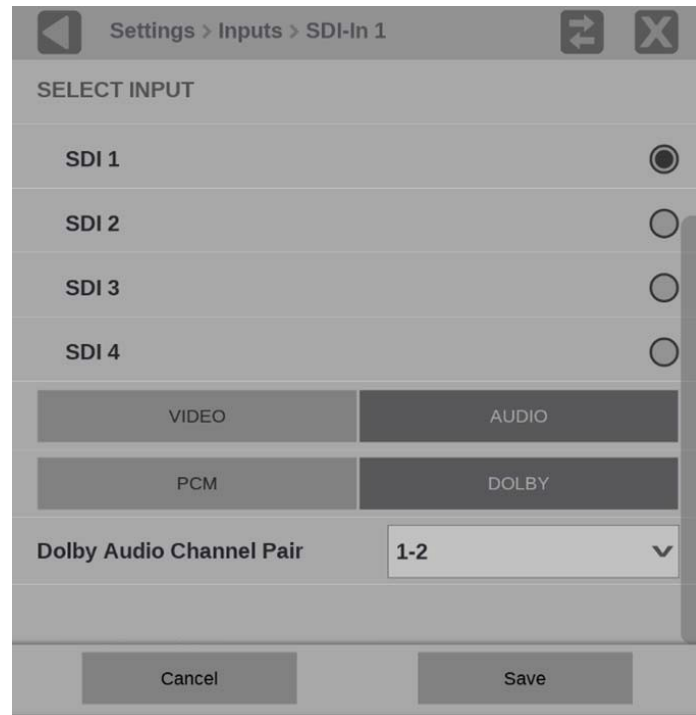 Settings > Inputs > SDI-In 1
SELECT INPUT
SDI 1
SDI 2
SDI 3
SDI 4
VIDEO AUDIO
PCM DOLBY
Dolby Audio Channel Pair 1-2
Cancel Save